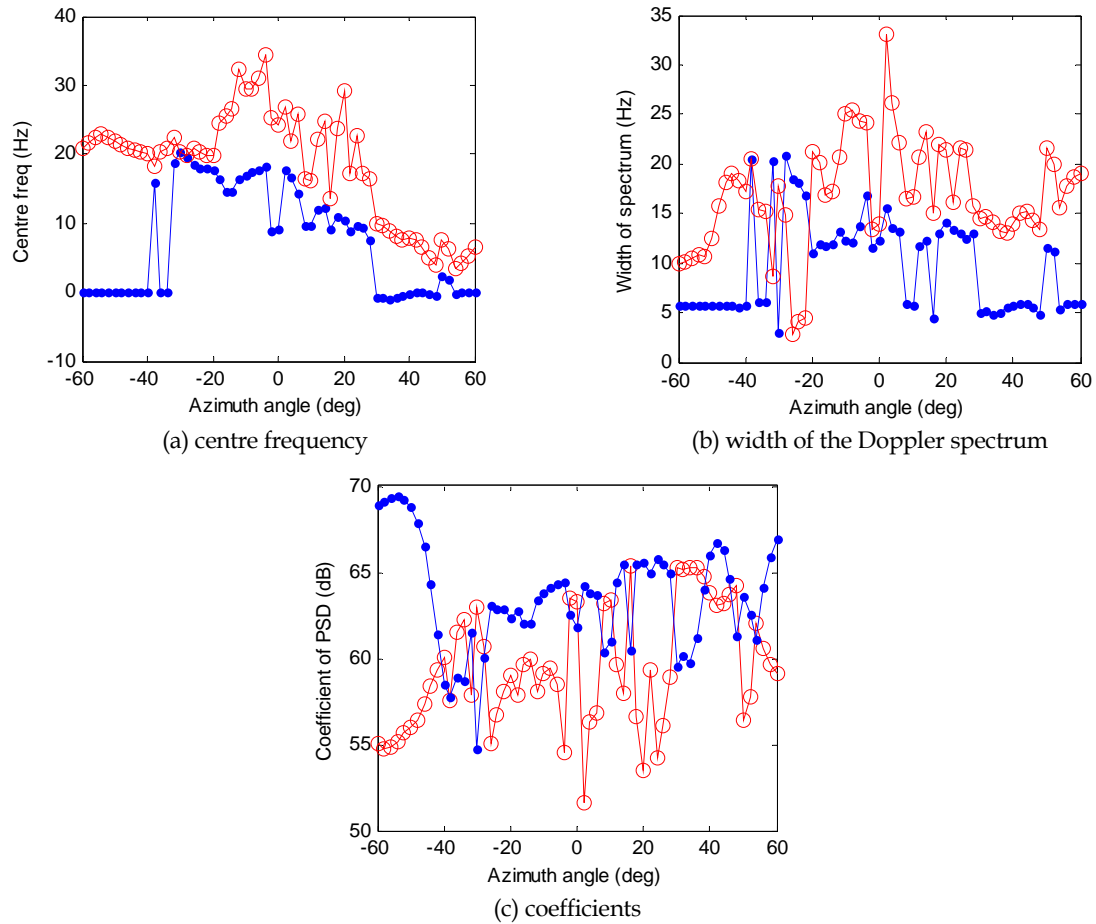 40
30
20
10
0
-10
-60 -40 -20 0 20 40 60
Centre freq (Hz)
Azimuth angle (deg)
(a) centre frequency
35
30
25
20
15
10
5
0
-60 -40 -20 0 20 40 60
Width of spectrum (Hz)
Azimuth angle (deg)
(b) width of the Doppler spectrum
70
65
60
55
50
-60 -40 -20 0 20 40 60
Coefficient of PSD (dB)
Azimuth angle (deg)
(c) coefficients